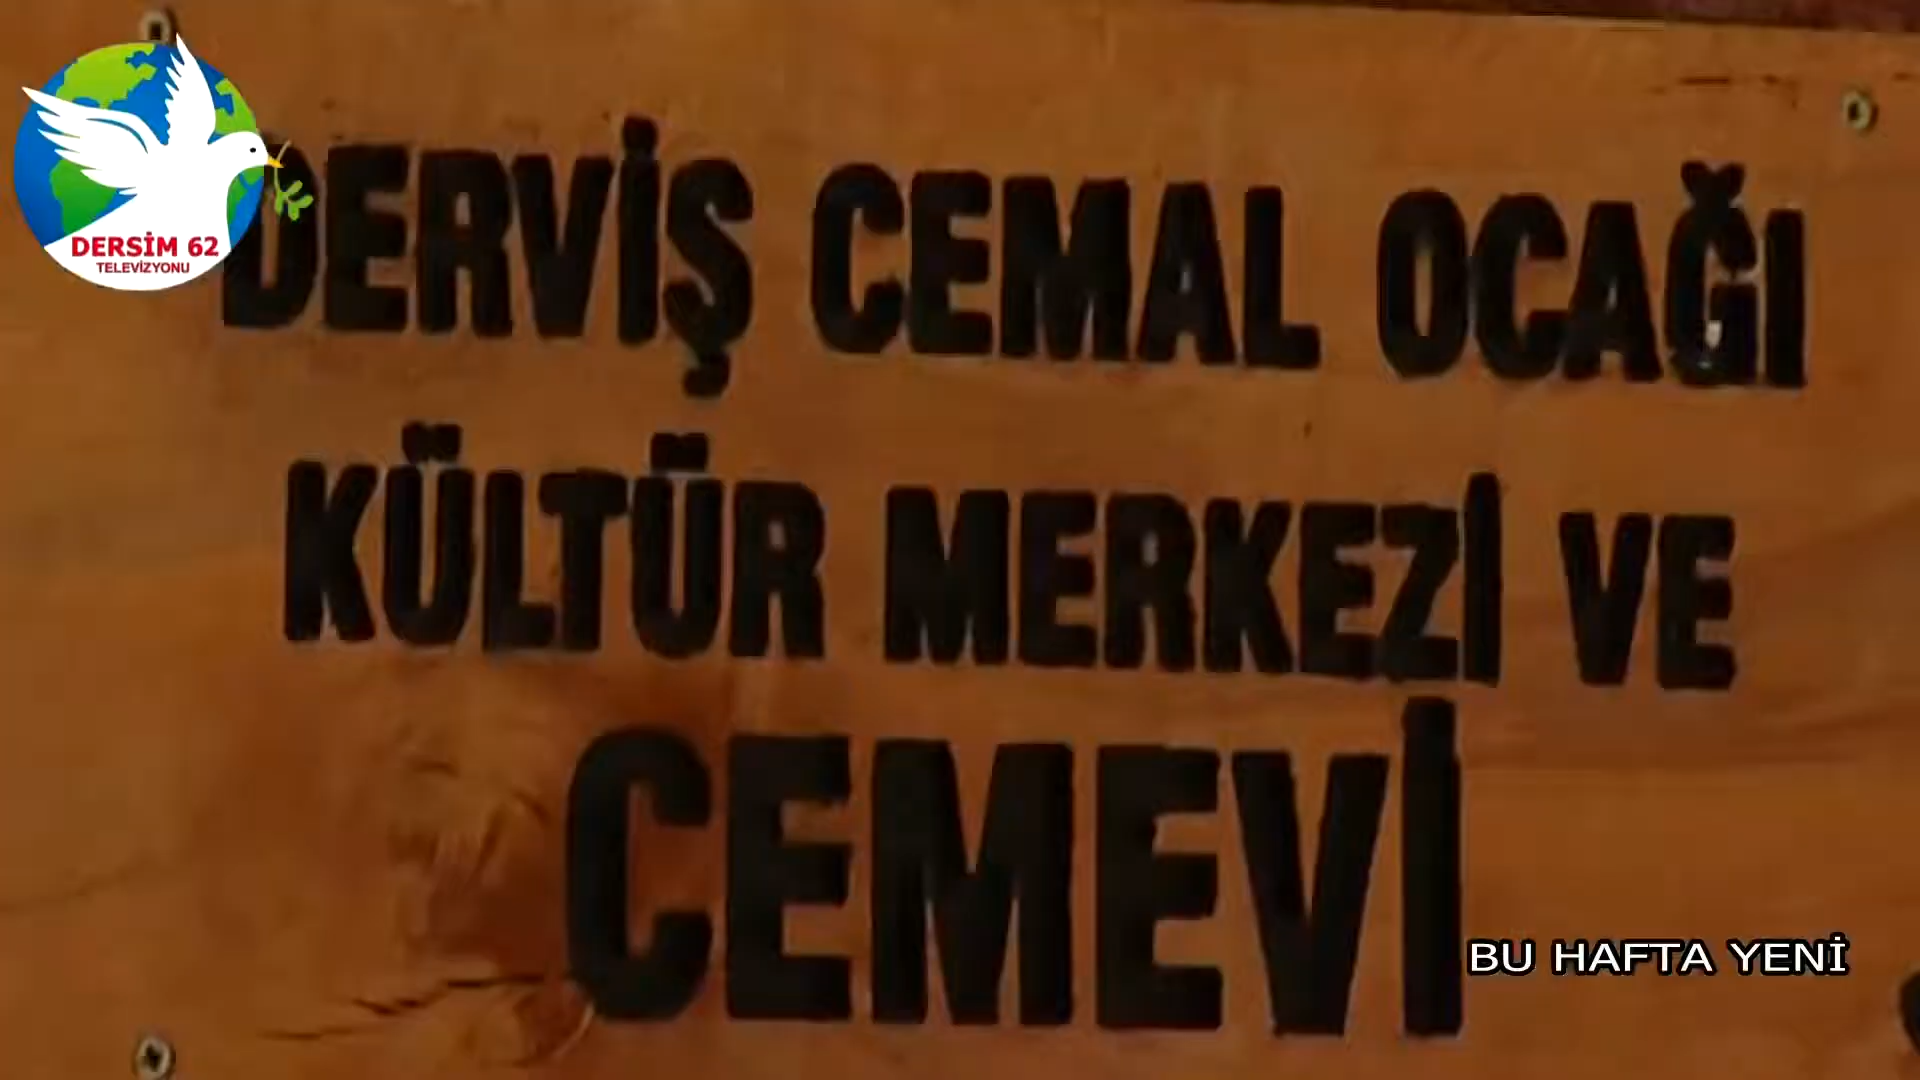 DERSİM 62
TELEVİZYONU
DERVİŞ CEMAL OCAĞI
KÜLTÜR MERKEZİ VE
CEMEVİ
BU HAFTA YENİ